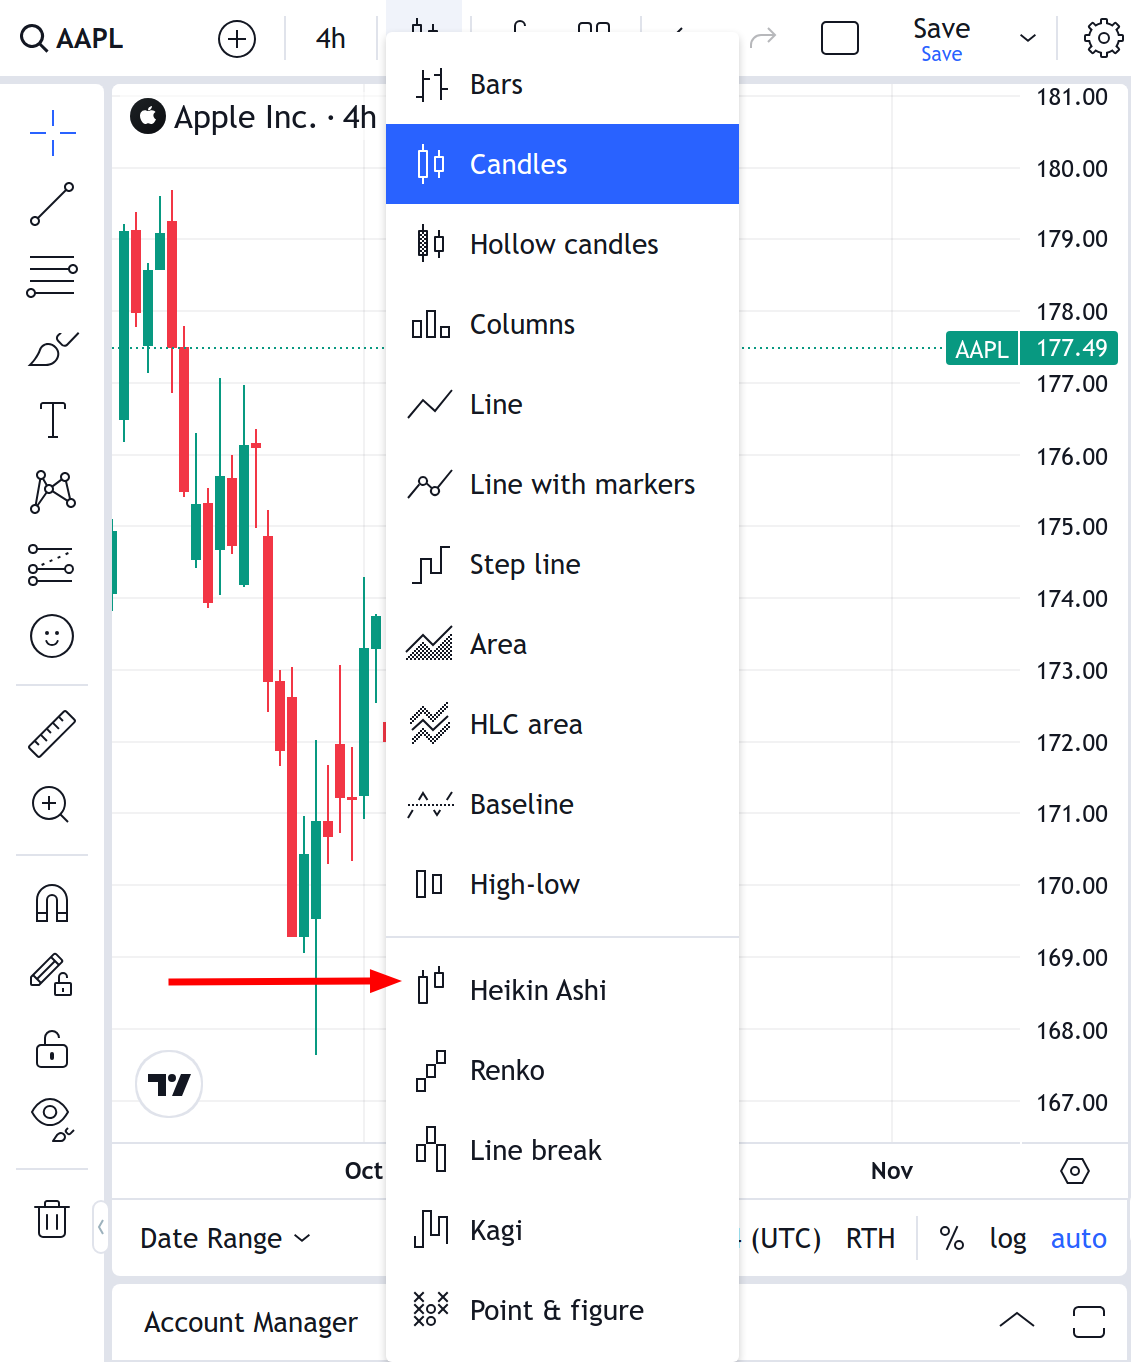 AAPL
4h
Save
Save
Apple Inc. · 4h
Bars
Candles
Hollow candles
Columns
Line
Line with markers
Step line
Area
HLC area
Baseline
High-low
Heikin Ashi
Renko
Line break
Kagi
Point & figure
181.00
180.00
179.00
178.00
AAPL 177.49
177.00
176.00
175.00
174.00
173.00
172.00
171.00
170.00
169.00
168.00
167.00
Oct
Nov
Date Range
(UTC) RTH % log auto
Account Manager